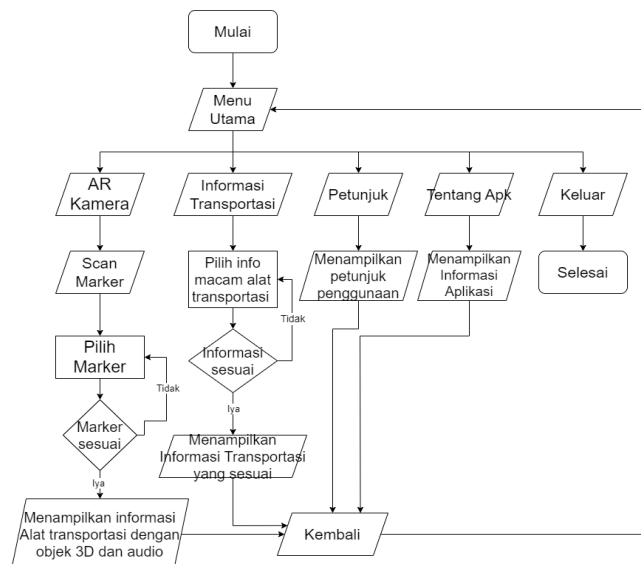 Mulai
Menu
Utama
AR
Kamera
Informasi
Transportasi
Petunjuk
Tentang Apk
Keluar
Scan
Marker
Pilih info
macam alat
transportasi
Menampilkan
petunjuk
penggunaan
Menampilkan
Informasi
Aplikasi
Selesai
Tidak
Pilih
Marker
Informasi
sesuai
Tidak
Iya
Marker
sesuai
Menampilkan
Informasi Transportasi
yang sesuai
Iya
Menampilkan informasi
Alat transportasi dengan
objek 3D dan audio
Kembali